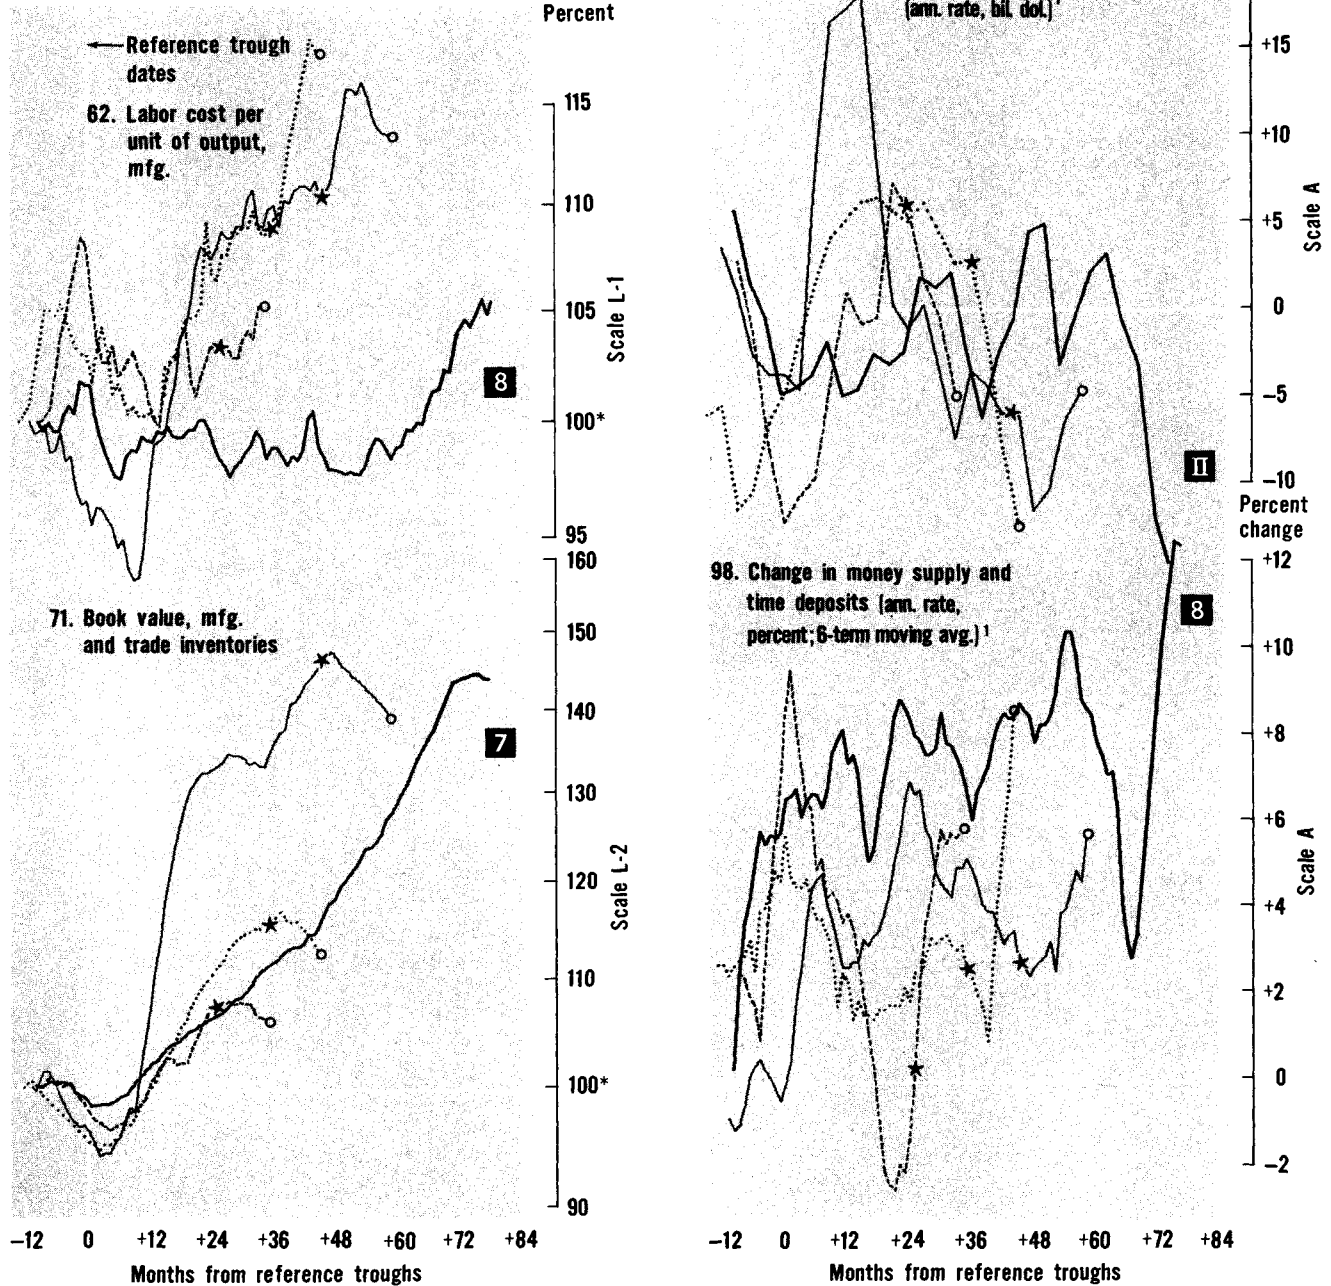 Percent
Reference trough
dates
62. Labor cost per
unit of output,
mfg.
115
110
105
100*
95
Scale L-1
8
160
150
140
130
120
110
100*
90
Scale L-2
71. Book value, mfg.
and trade inventories
7
-12 0 +12 +24 +36 +48 +60 +72 +84
Months from reference troughs
(ann. rate, bil. dol.)¹
+15
+10
+5
0
-5
-10
Scale A
II
Percent
change
98. Change in money supply and
time deposits (ann. rate,
percent; 6-term moving avg.)¹
8
+12
+10
+8
+6
+4
+2
0
-2
Scale A
-12 0 +12 +24 +36 +48 +60 +72 +84
Months from reference troughs